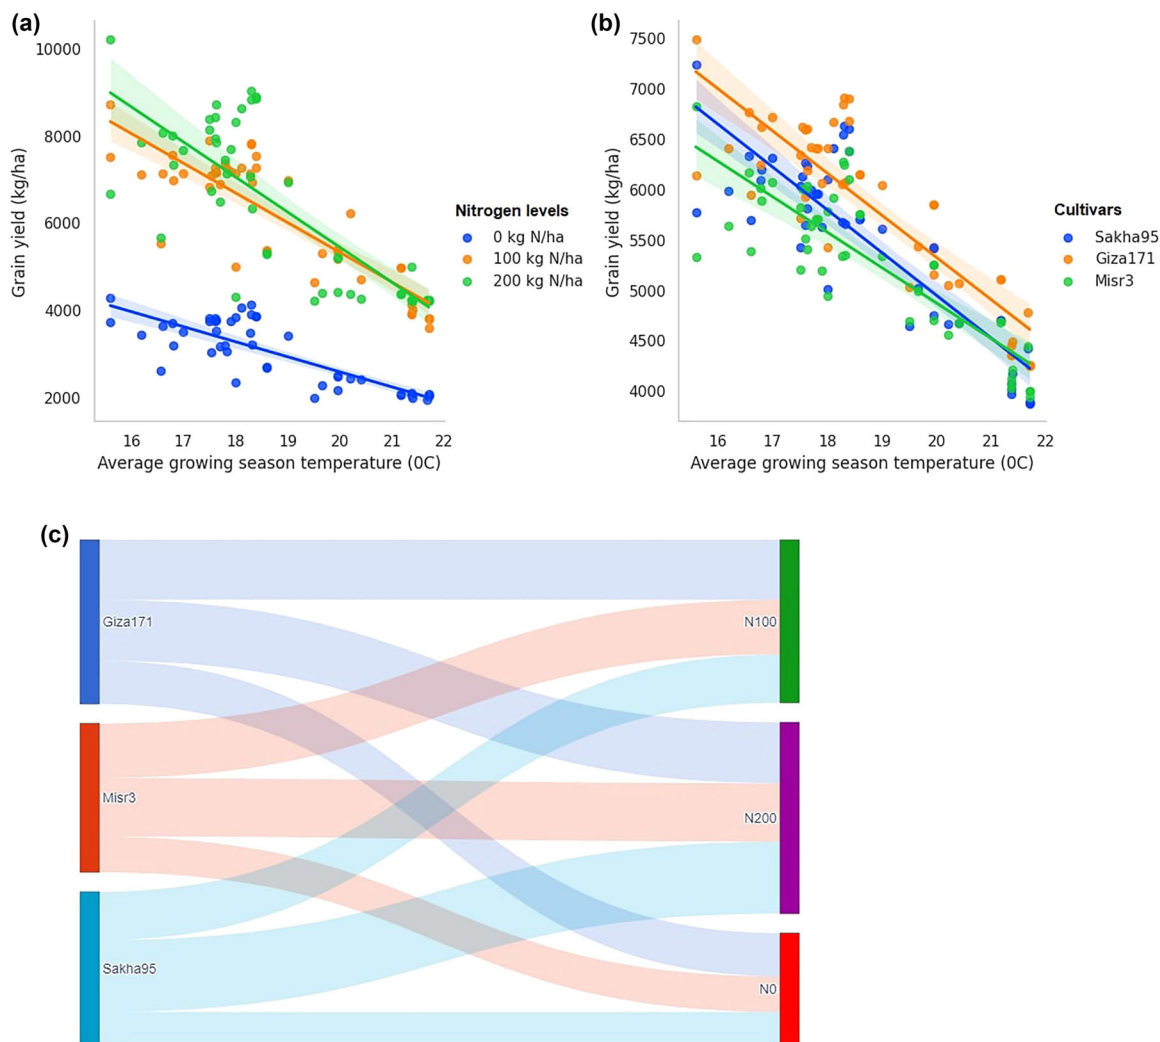 (a)
10000
8000
6000
4000
2000
Grain yield (kg/ha)
16 17 18 19 20 21 22
Average growing season temperature (0C)
Nitrogen levels
0 kg N/ha
100 kg N/ha
200 kg N/ha
(b)
7500
7000
6500
6000
5500
5000
4500
4000
Grain yield (kg/ha)
16 17 18 19 20 21 22
Average growing season temperature (0C)
Cultivars
Sakha95
Giza171
Misr3
(c)
Giza171
Misr3
Sakha95
N100
N200
N0